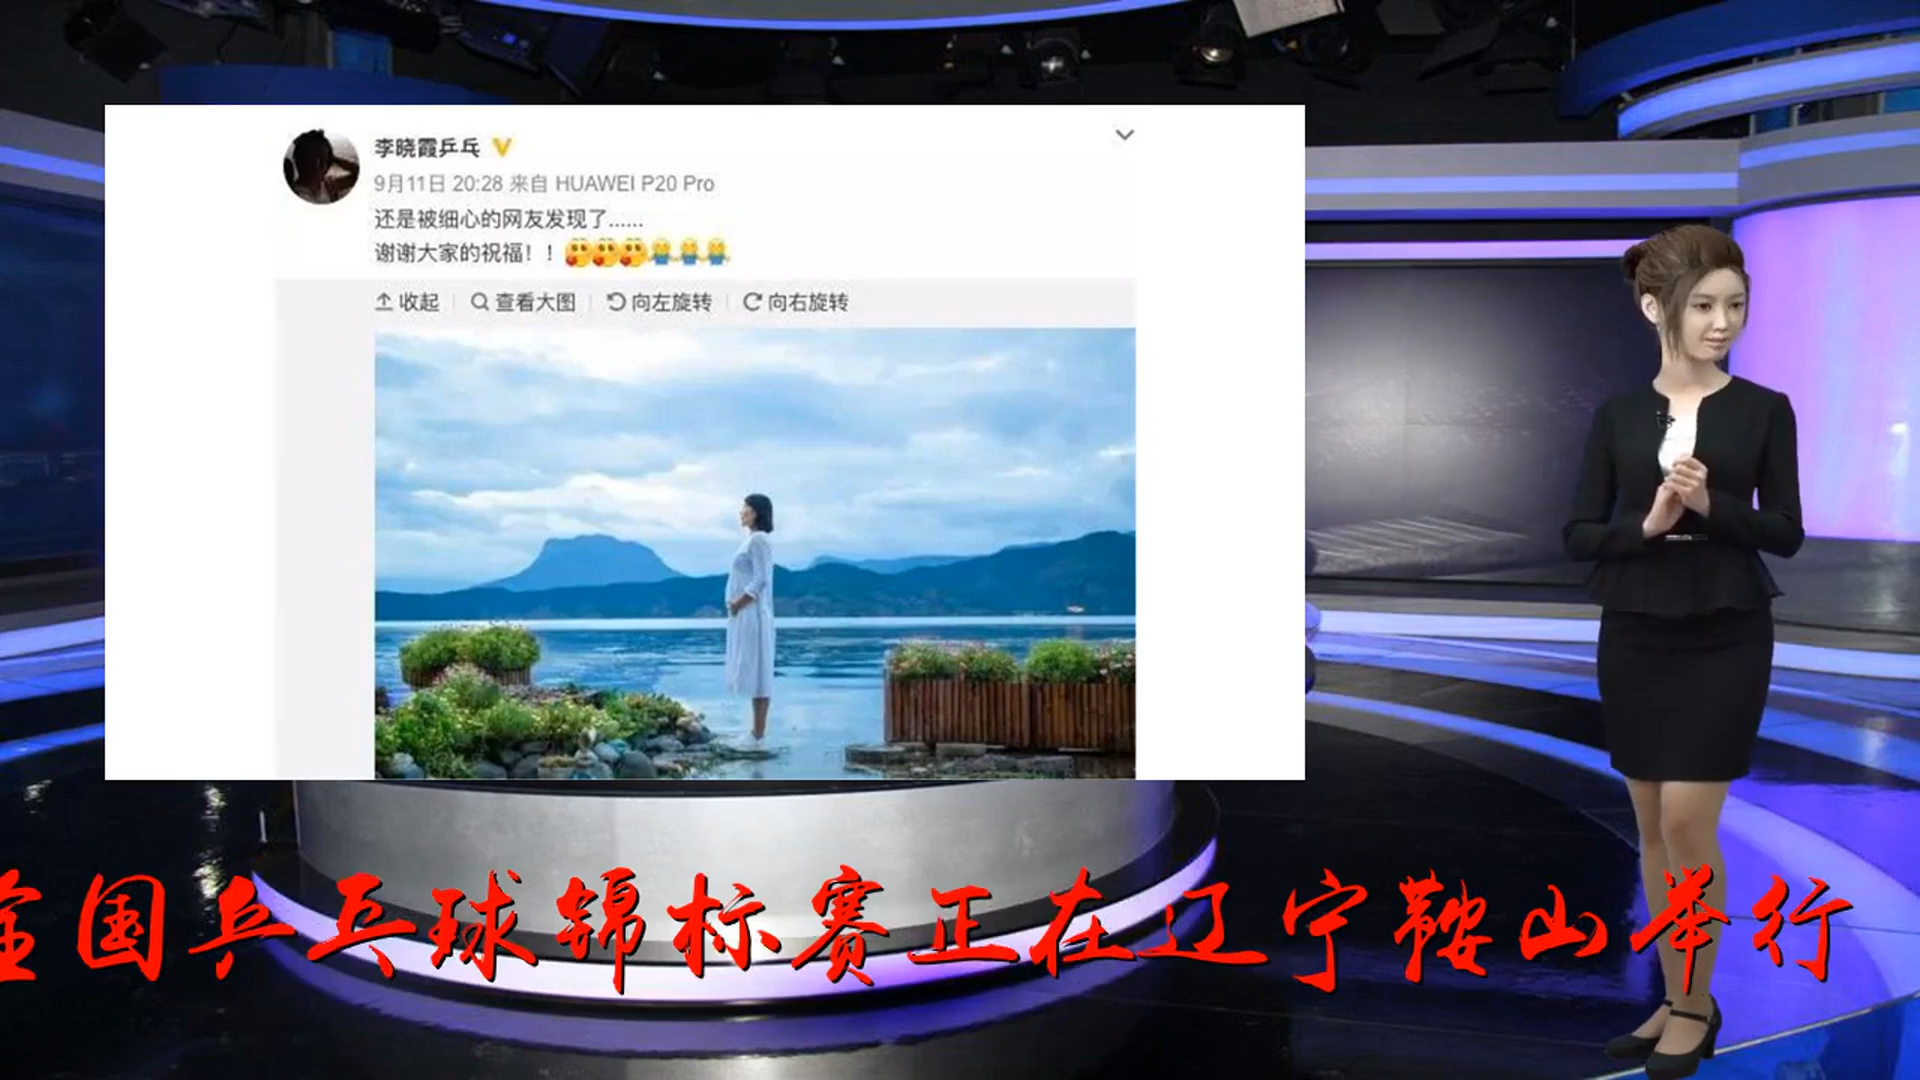 李晓霞乒乓
9月11日 20:28 来自 HUAWEI P20 Pro
还是被细心的网友发现了……
谢谢大家的祝福！！
收起 查看大图 向左旋转 向右旋转
全国乒乓球锦标赛正在辽宁鞍山举行